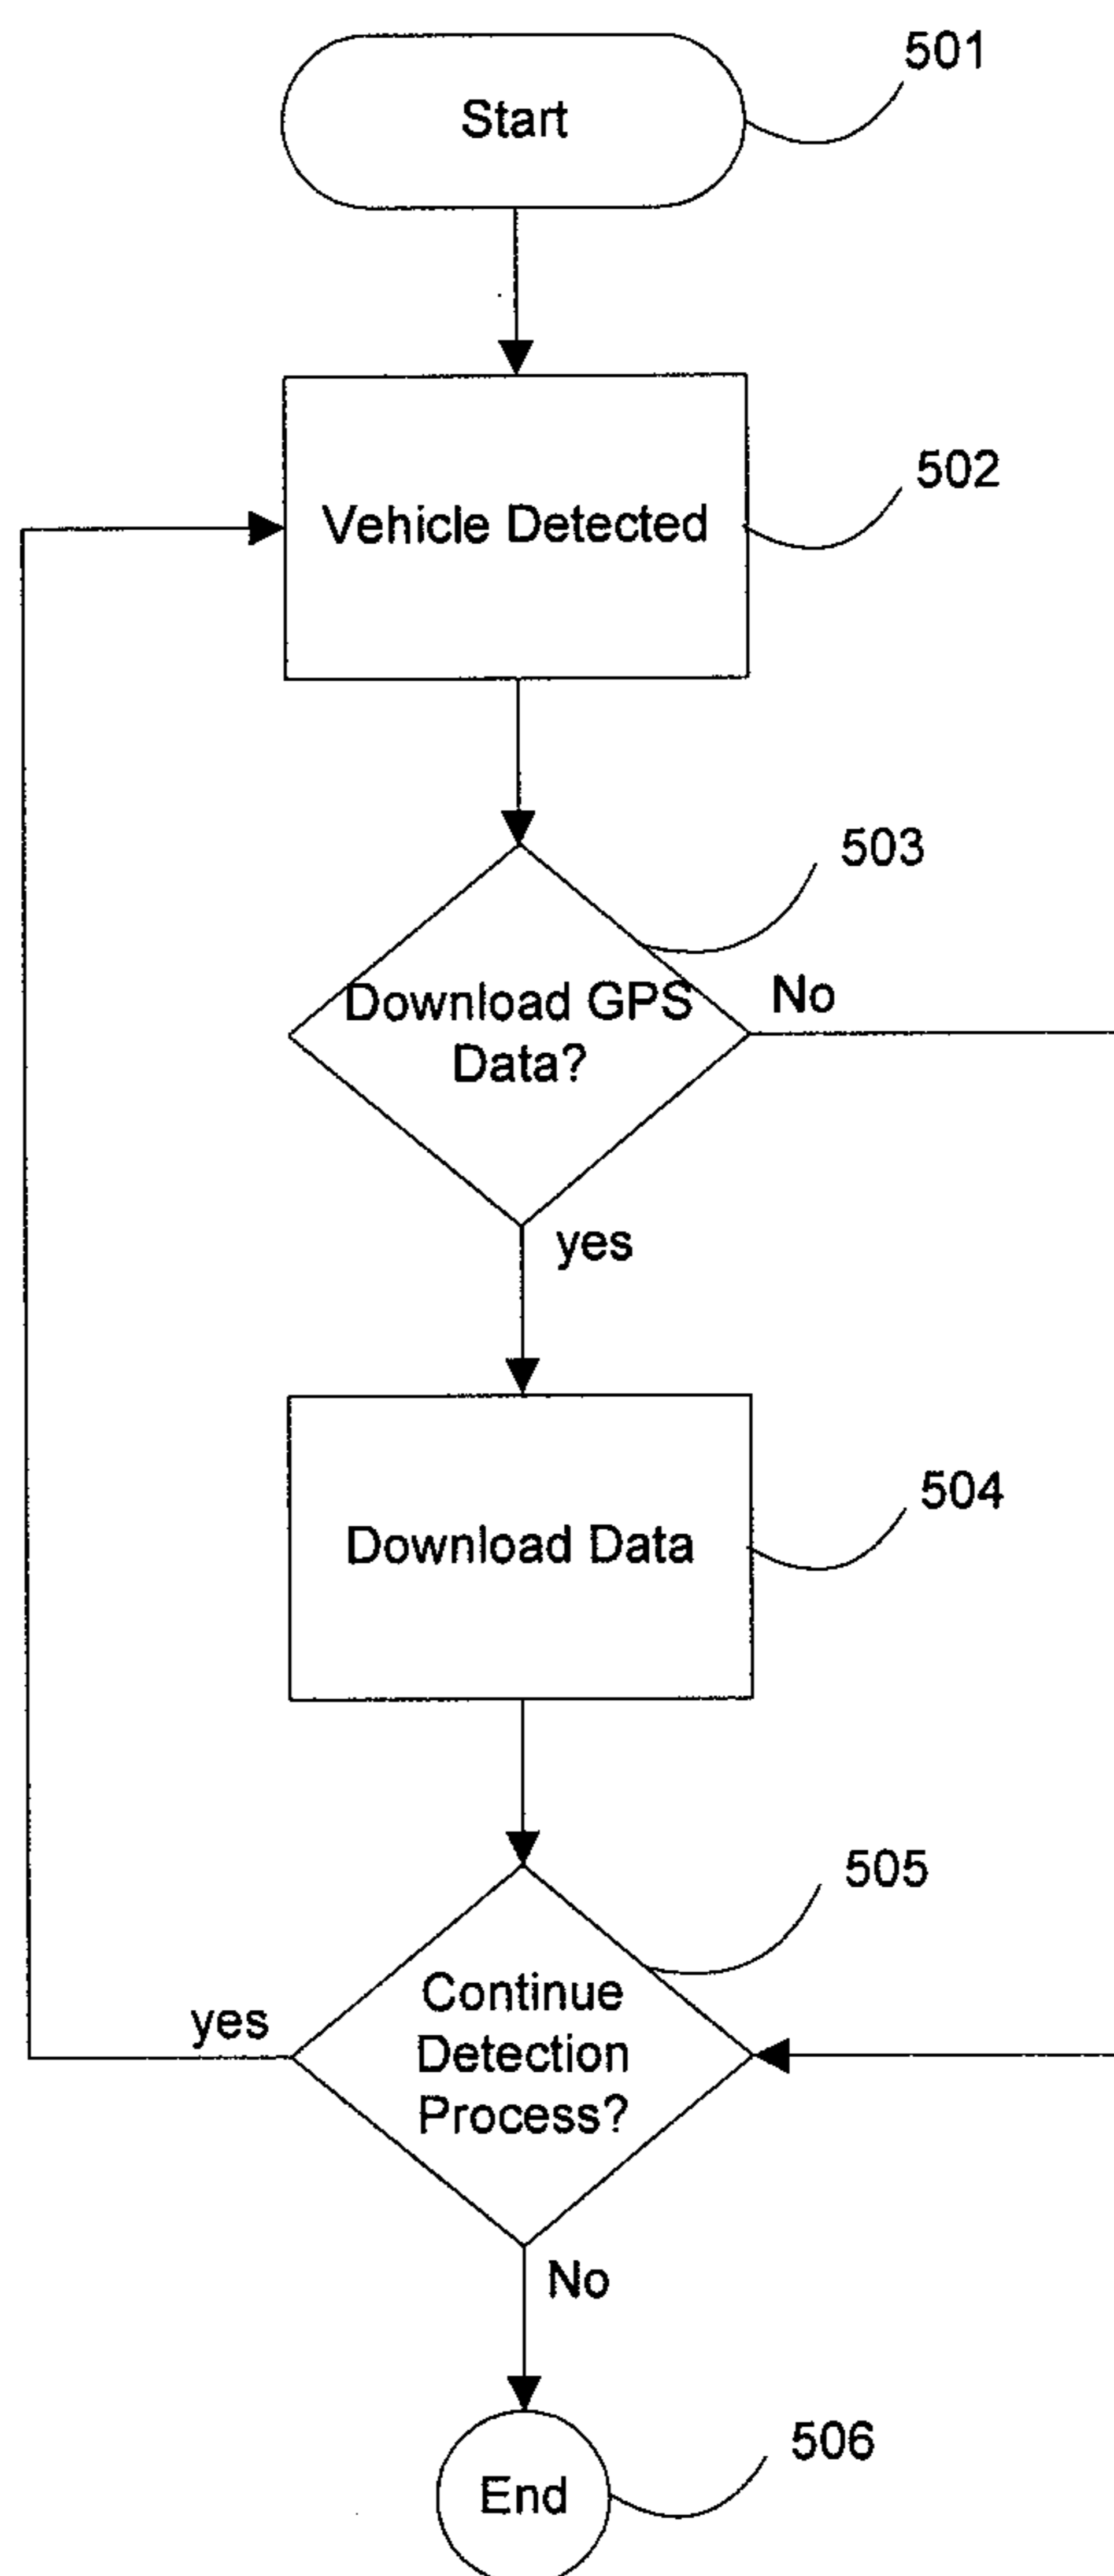 501
Start
502
Vehicle Detected
503
Download GPS
Data?
No
yes
504
Download Data
505
Continue
Detection
Process?
yes
No
506
End